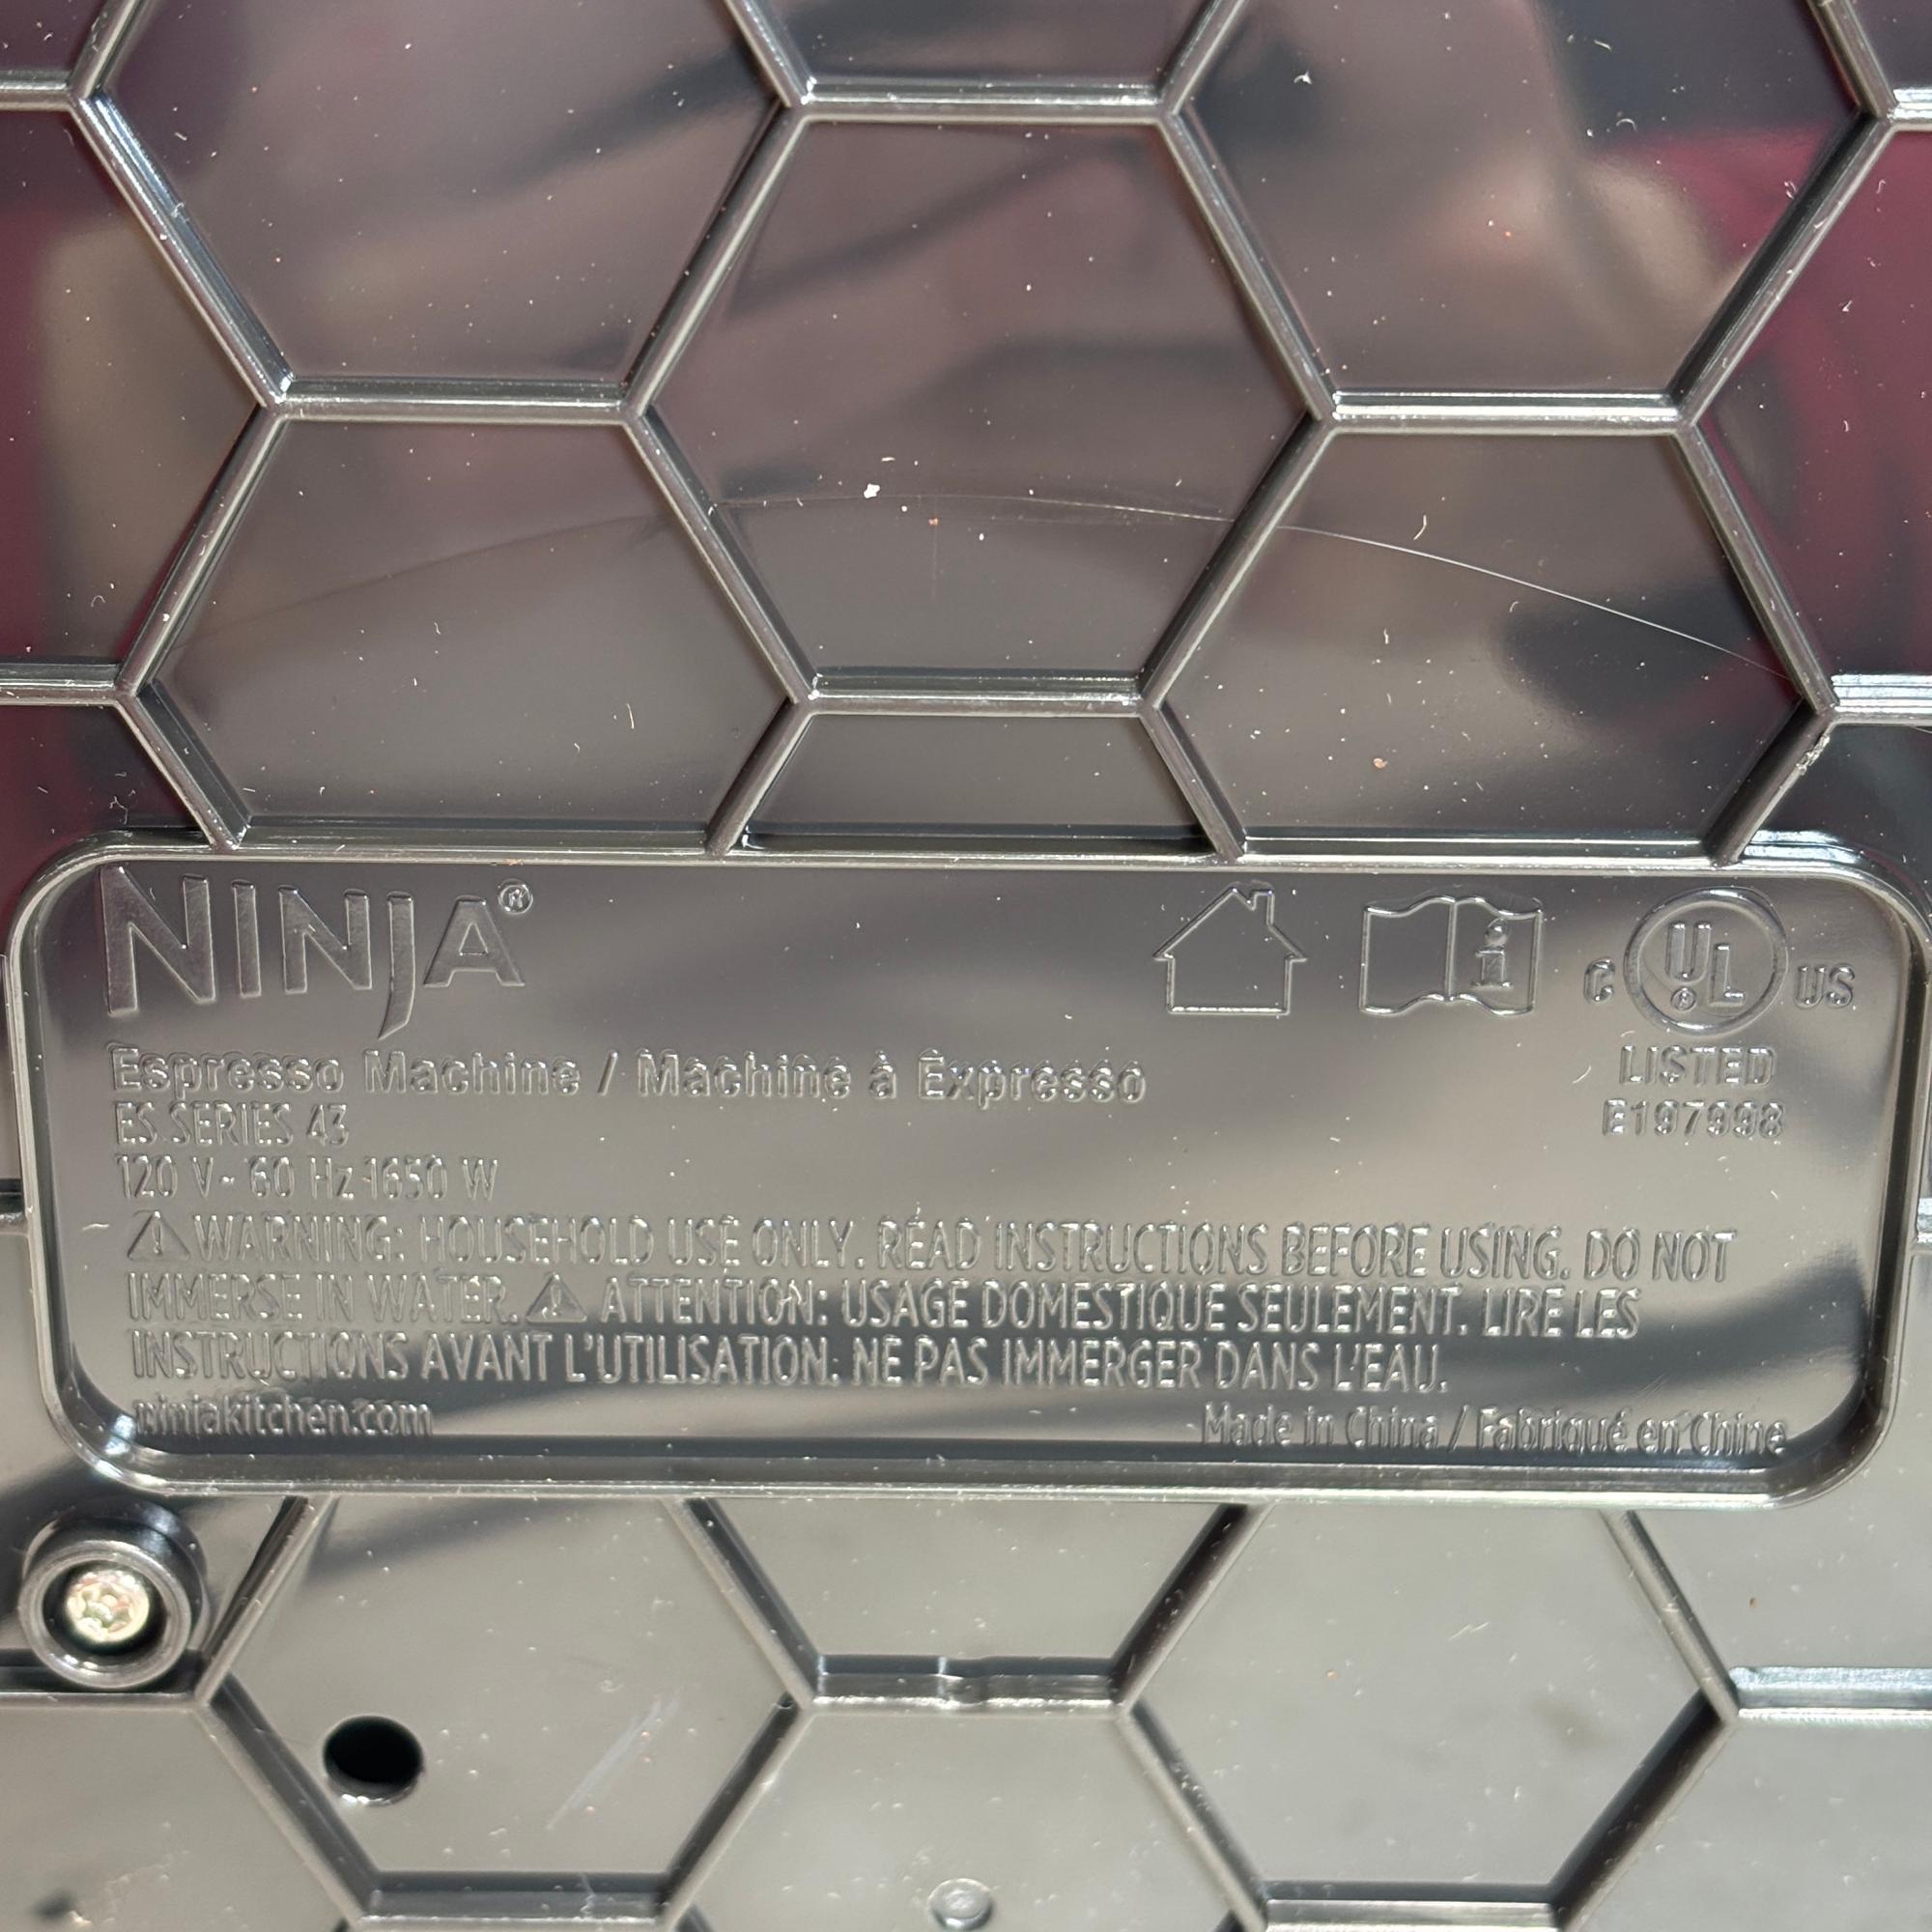 NINJA®
C UL® US
Espresso Machine / Machine à Expresso
LISTED
ES SERIES 43
E197998
120 V~ 60 Hz 1650 W
⚠ WARNING: HOUSEHOLD USE ONLY. READ INSTRUCTIONS BEFORE USING. DO NOT
IMMERSE IN WATER. ⚠ ATTENTION: USAGE DOMESTIQUE SEULEMENT. LIRE LES
INSTRUCTIONS AVANT L'UTILISATION. NE PAS IMMERGER DANS L'EAU.
ninjakitchen.com
Made in China / Fabriqué en Chine